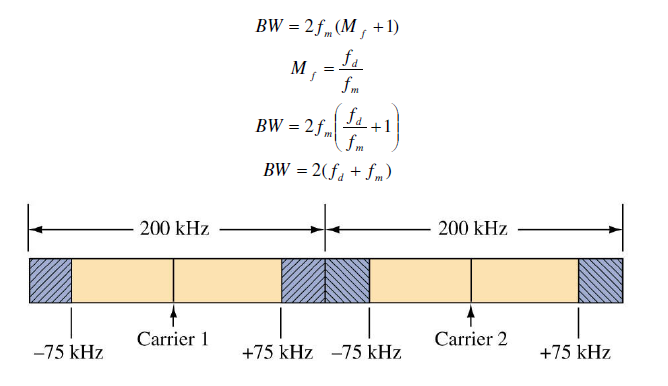 BW = 2f_m(M_f +1)
M_f = f_d / f_m
BW = 2f_m(f_d / f_m +1)
BW = 2(f_d + f_m)
200 kHz 200 kHz
Carrier 1 Carrier 2
–75 kHz +75 kHz –75 kHz +75 kHz